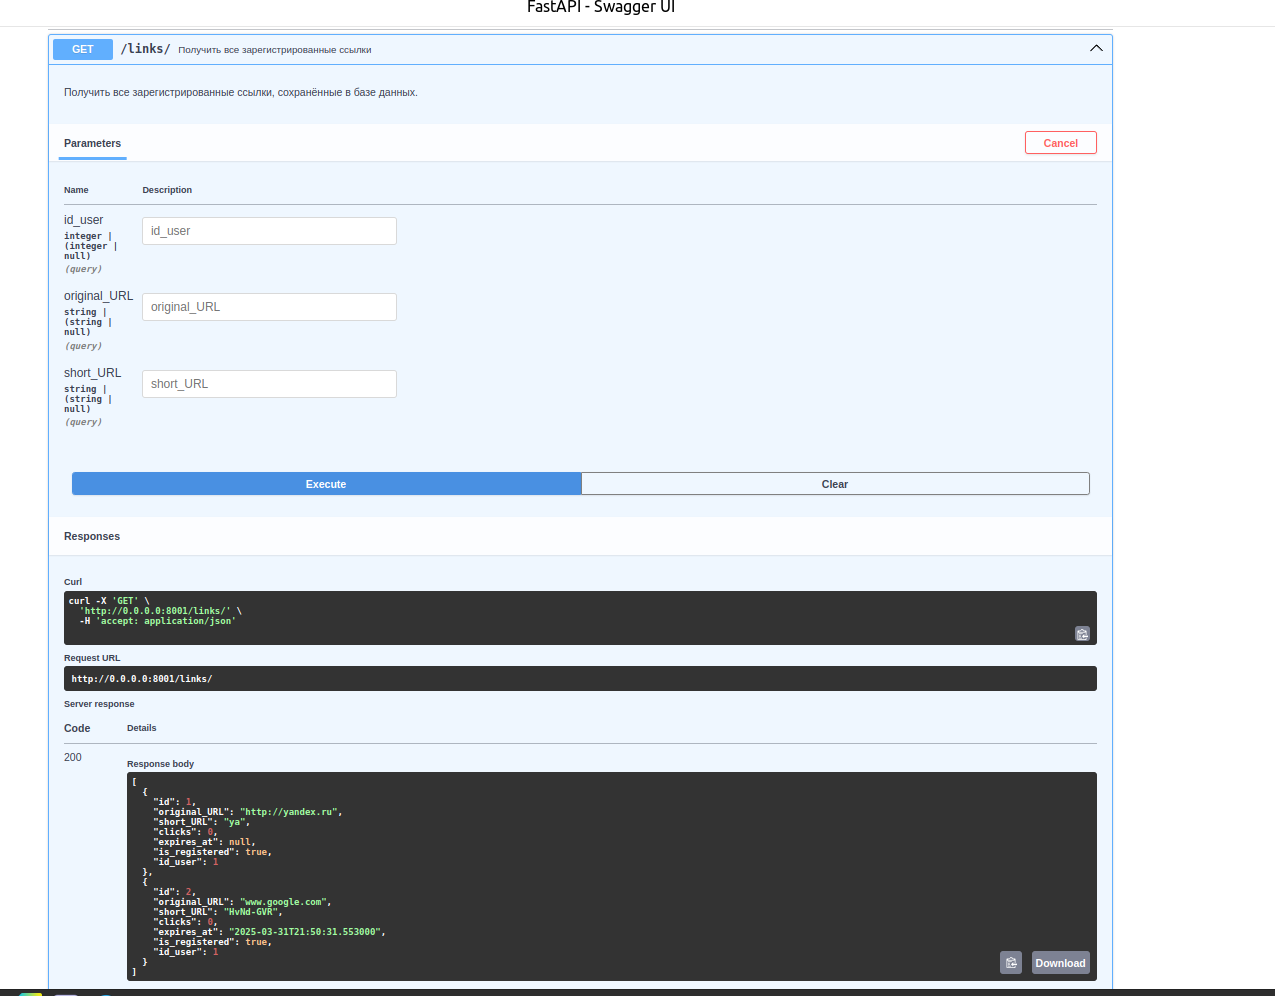 FastAPI - Swagger UI
GET /links/ Получить все зарегистрированные ссылки
Получить все зарегистрированные ссылки, сохранённые в базе данных.
Parameters
Cancel
Name Description
id_user
integer |
(integer |
null)
(query)
id_user
original_URL
string |
(string |
null)
(query)
original_URL
short_URL
string |
(string |
null)
(query)
short_URL
Execute
Clear
Responses
Curl
curl -X 'GET' \
'http://0.0.0.0:8001/links/' \
-H 'accept: application/json'
Request URL
http://0.0.0.0:8001/links/
Server response
Code Details
200
Response body
[
{
"id": 1,
"original_URL": "http://yandex.ru",
"short_URL": "ya",
"clicks": 0,
"expires_at": null,
"is_registered": true,
"id_user": 1
},
{
"id": 2,
"original_URL": "www.google.com",
"short_URL": "HvNd-GVR",
"clicks": 0,
"expires_at": "2025-03-31T21:50:31.553000",
"is_registered": true,
"id_user": 1
}
]
Download